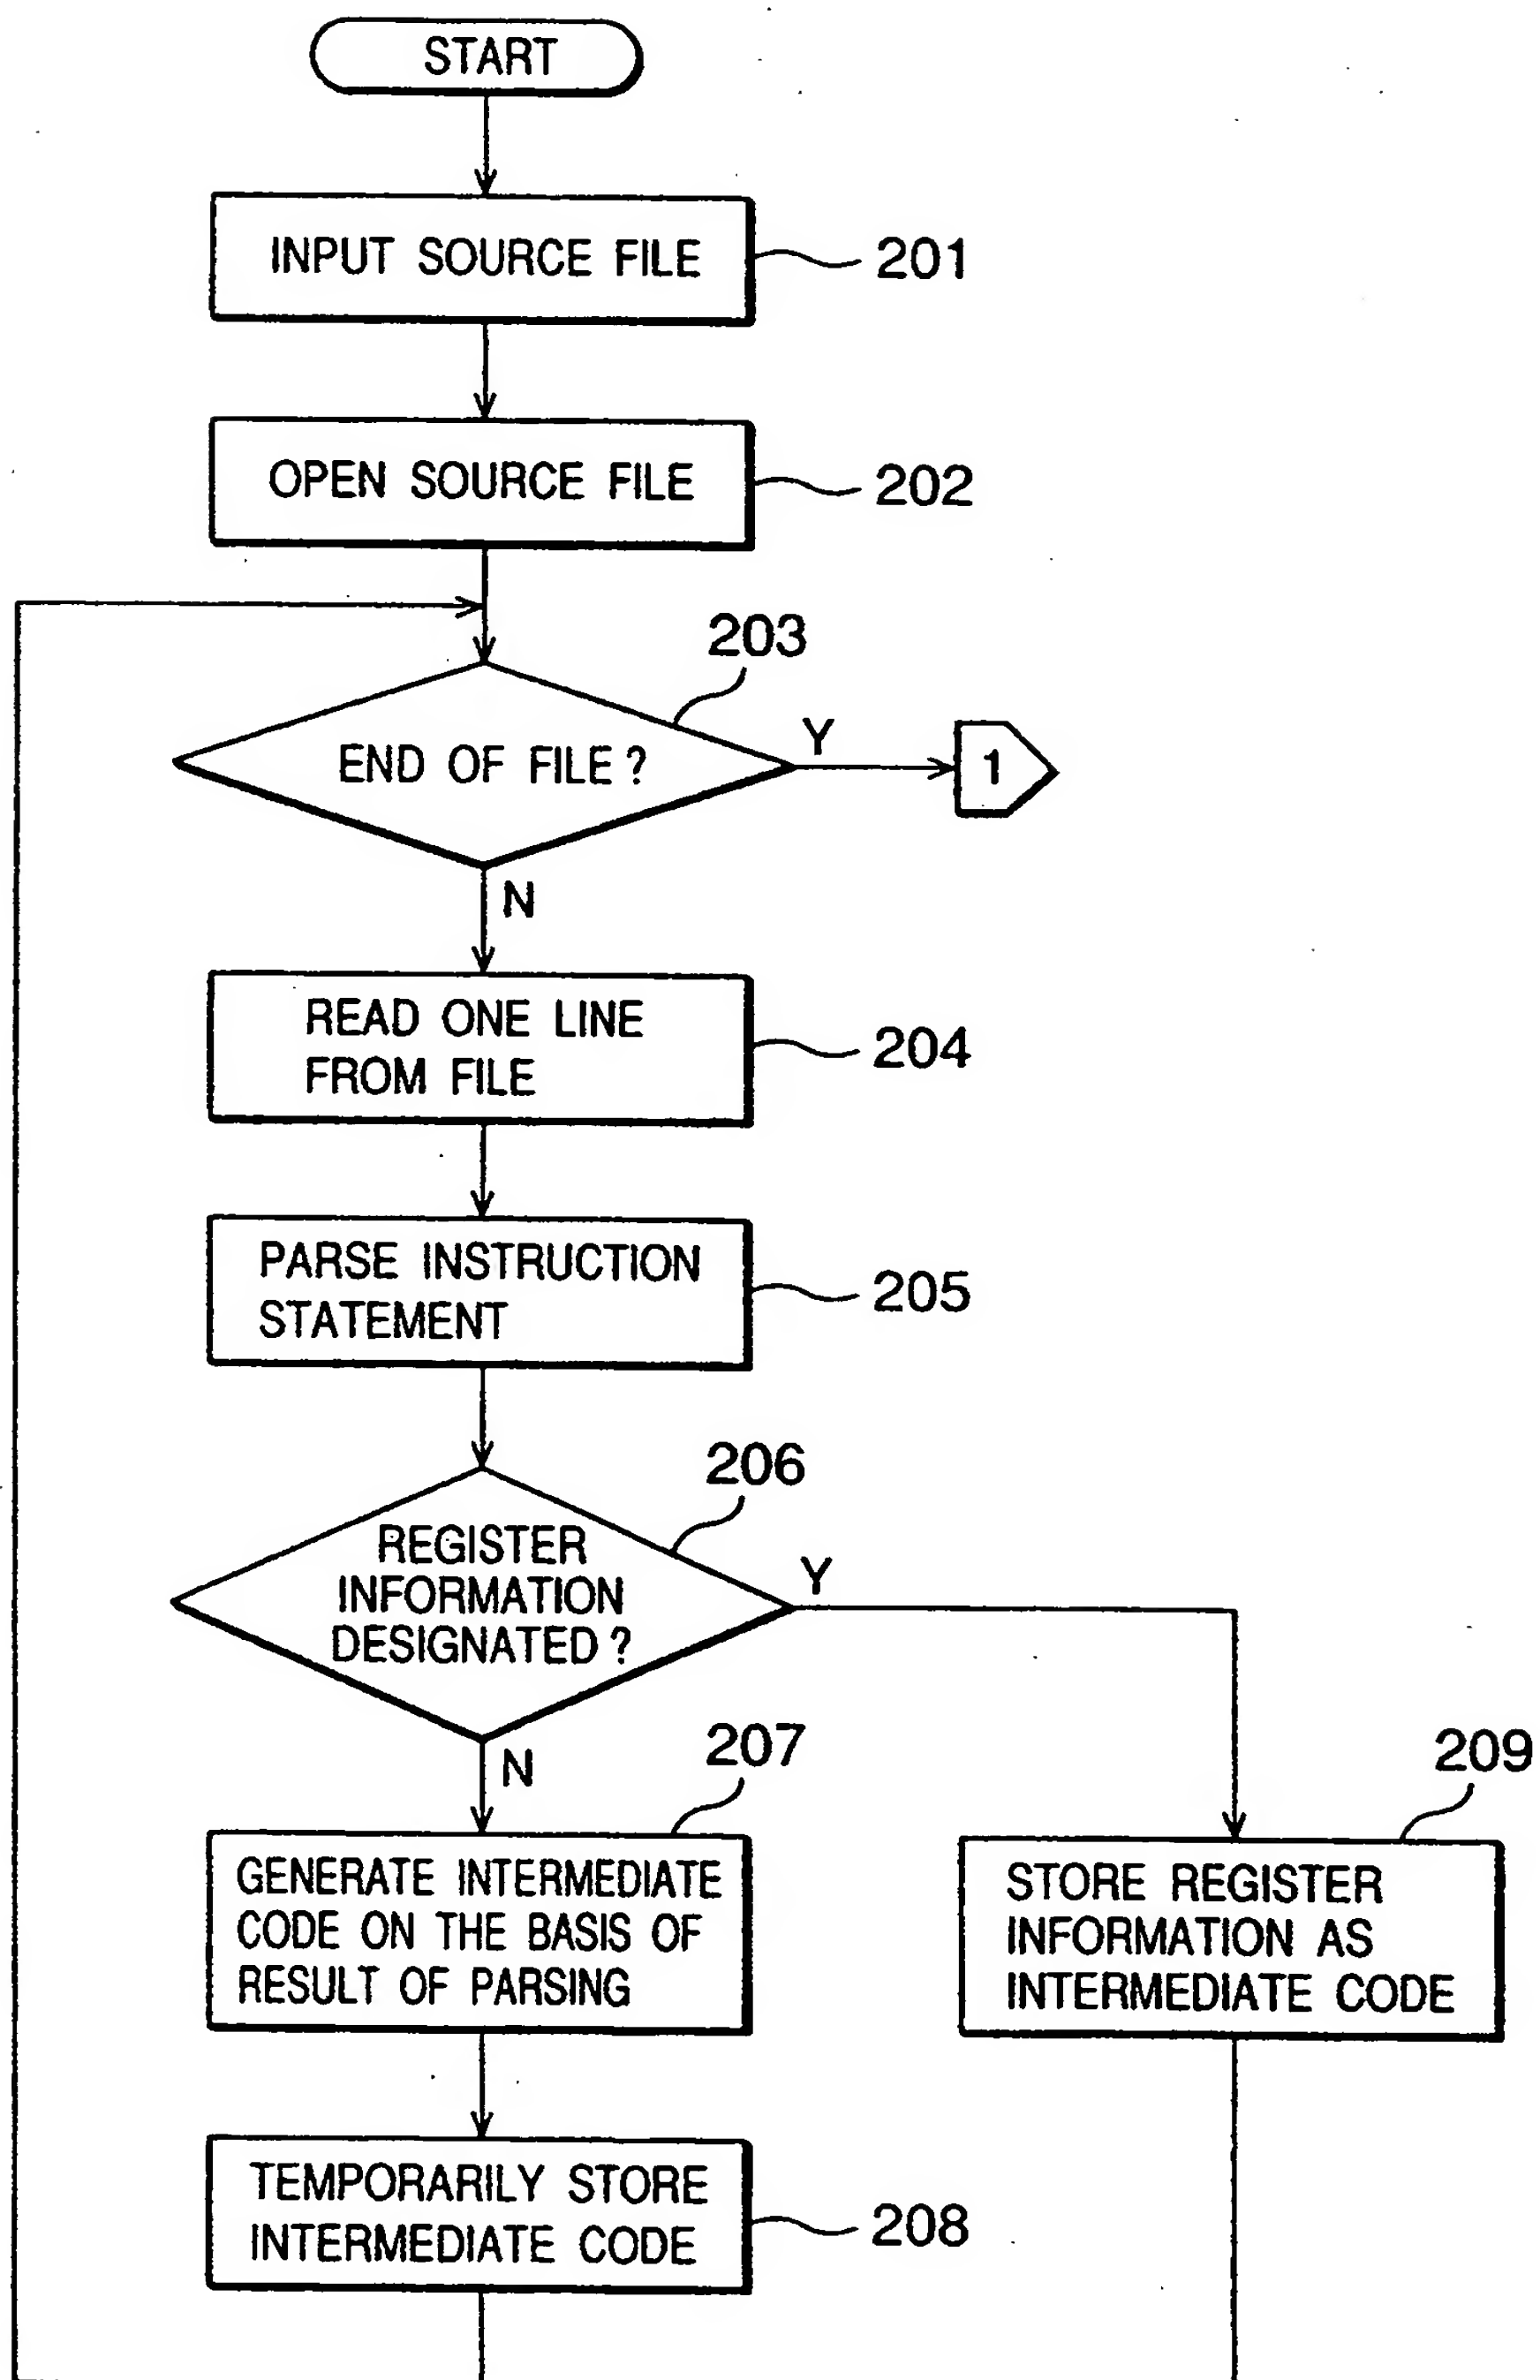 START
INPUT SOURCE FILE
201
OPEN SOURCE FILE
202
203
END OF FILE ?
Y
1
N
READ ONE LINE
FROM FILE
204
PARSE INSTRUCTION
STATEMENT
205
206
REGISTER
INFORMATION
DESIGNATED ?
Y
N
207
209
GENERATE INTERMEDIATE
CODE ON THE BASIS OF
RESULT OF PARSING
STORE REGISTER
INFORMATION AS
INTERMEDIATE CODE
TEMPORARILY STORE
INTERMEDIATE CODE
208